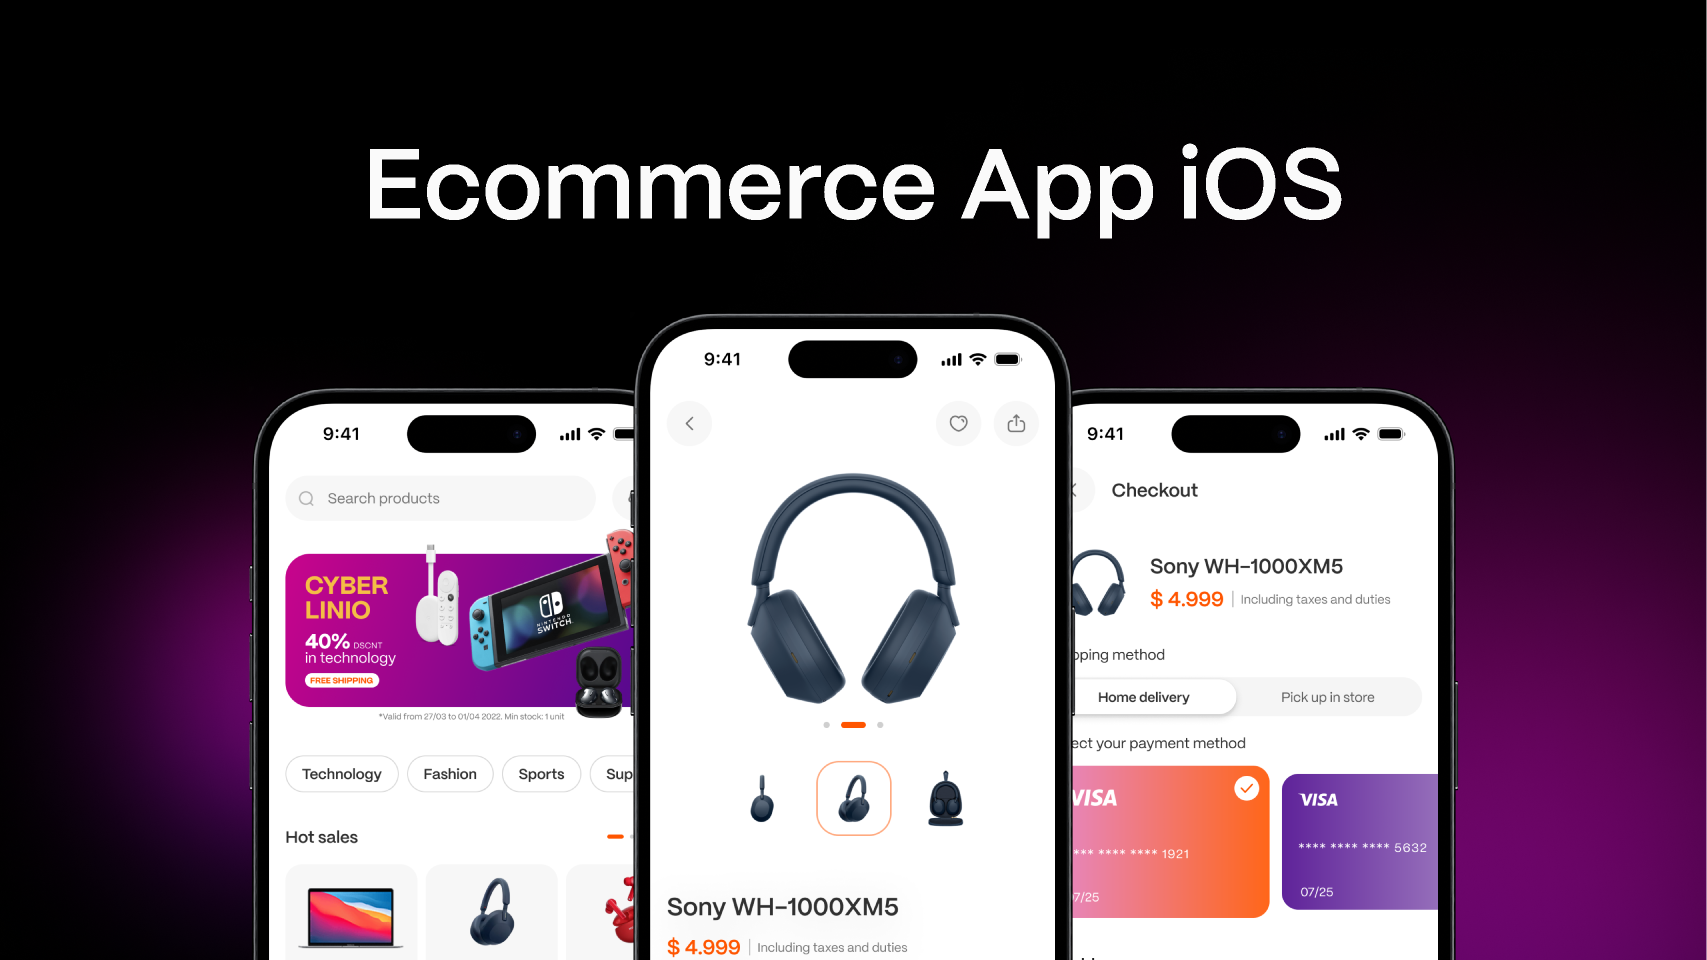 Ecommerce App iOS
9:41
Search products
CYBER
LINIO
40% DSCNT
in technology
FREE SHIPPING
NINTENDO
SWITCH
*Valid from 27/03 to 01/04 2022. Min stock: 1 unit
Technology
Fashion
Sports
Sup
Hot sales
9:41
Sony WH-1000XM5
$ 4.999
Including taxes and duties
9:41
Checkout
Sony WH-1000XM5
$ 4.999
Including taxes and duties
pping method
Home delivery
Pick up in store
ect your payment method
VISA
*** **** **** 1921
7/25
VISA
**** **** **** 5632
07/25